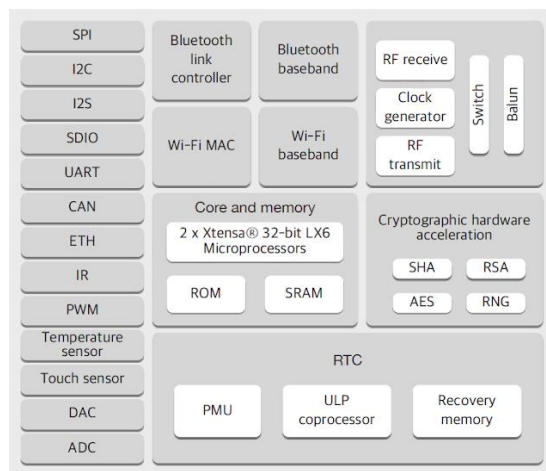 SPI
I2C
I2S
SDIO
UART
CAN
ETH
IR
PWM
Temperature
sensor
Touch sensor
DAC
ADC
Bluetooth
link
controller
Bluetooth
baseband
Wi-Fi MAC
Wi-Fi
baseband
RF receive
Clock
generator
RF
transmit
Switch
Balun
Core and memory
2 x Xtensa® 32-bit LX6
Microprocessors
ROM
SRAM
Cryptographic hardware
acceleration
SHA
RSA
AES
RNG
RTC
PMU
ULP
coprocessor
Recovery
memory